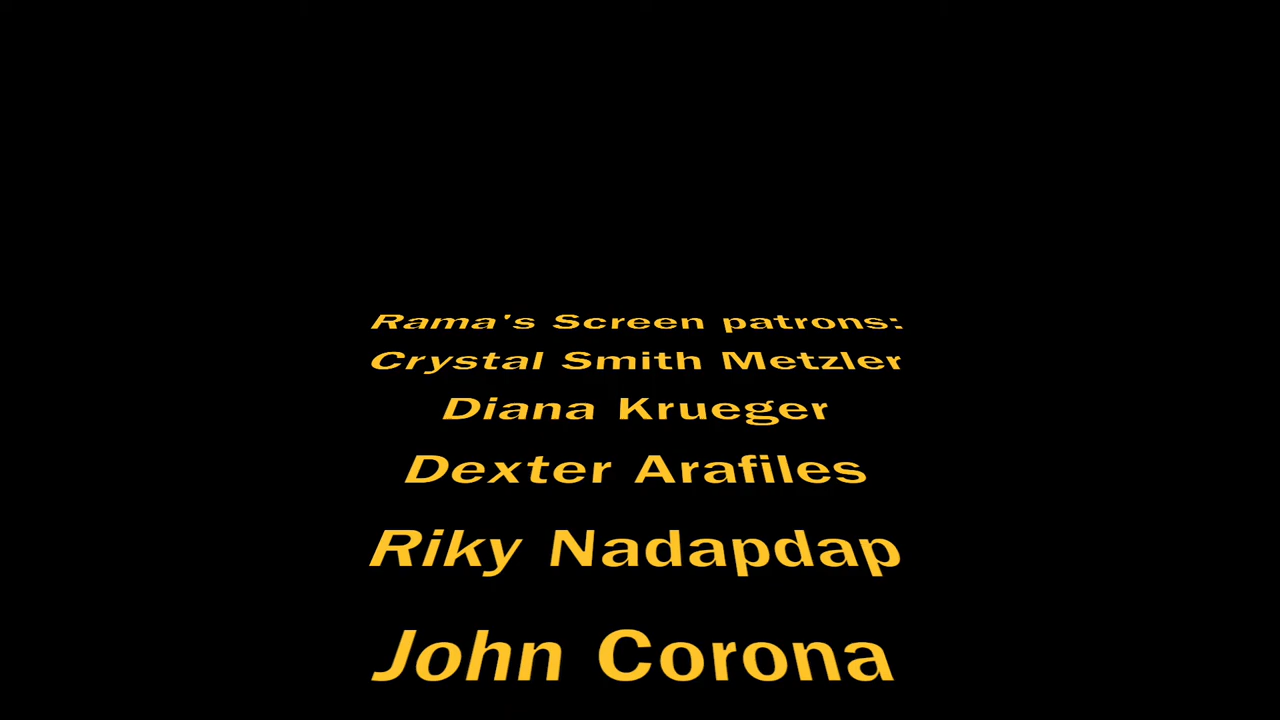 Rama's Screen patrons:
Crystal Smith Metzler
Diana Krueger
Dexter Arafiles
Riky Nadapdap
John Corona